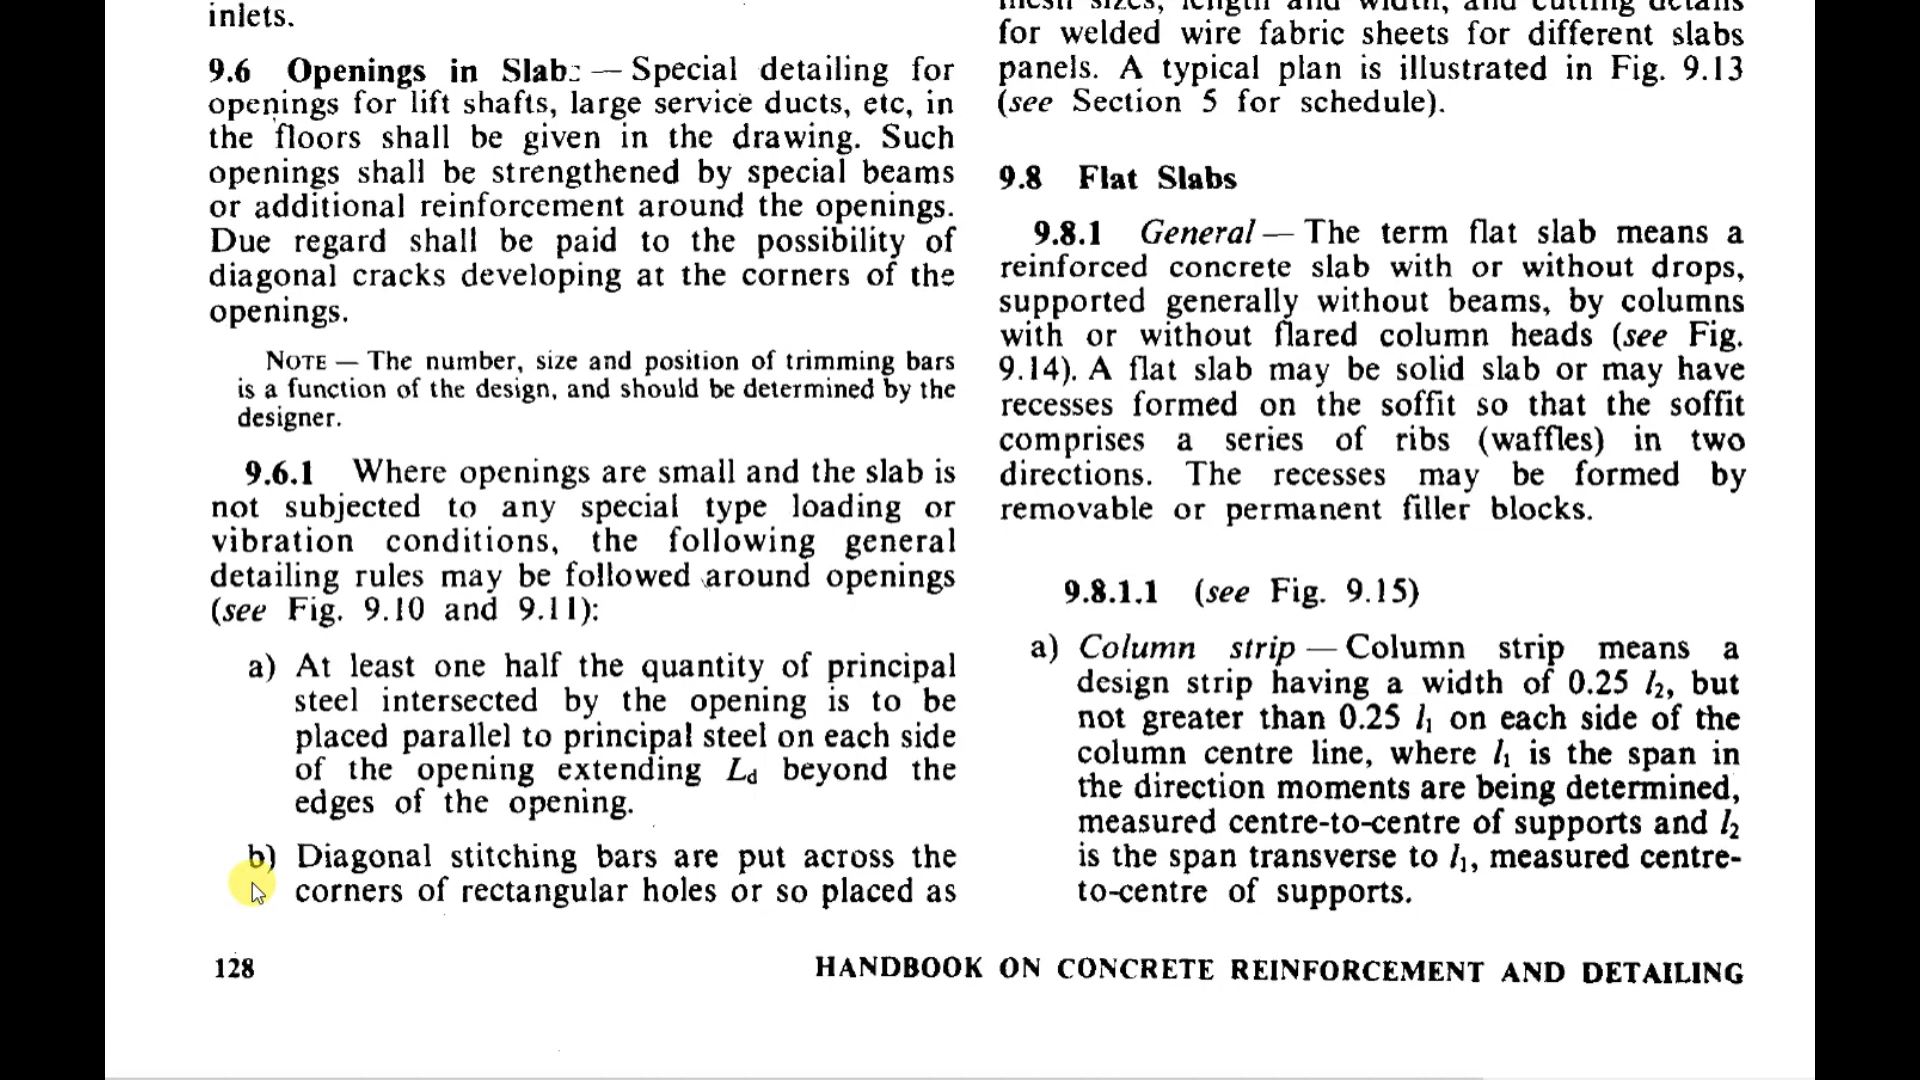 inlets.
9.6 Openings in Slab: — Special detailing for
openings for lift shafts, large service ducts, etc, in
the floors shall be given in the drawing. Such
openings shall be strengthened by special beams
or additional reinforcement around the openings.
Due regard shall be paid to the possibility of
diagonal cracks developing at the corners of the
openings.
NOTE — The number, size and position of trimming bars
is a function of the design, and should be determined by the
designer.
9.6.1 Where openings are small and the slab is
not subjected to any special type loading or
vibration conditions, the following general
detailing rules may be followed around openings
(see Fig. 9.10 and 9.11):
a) At least one half the quantity of principal
steel intersected by the opening is to be
placed parallel to principal steel on each side
of the opening extending Ld beyond the
edges of the opening.
b) Diagonal stitching bars are put across the
corners of rectangular holes or so placed as
mesh sizes, length and width, and cutting details
for welded wire fabric sheets for different slabs
panels. A typical plan is illustrated in Fig. 9.13
(see Section 5 for schedule).
9.8 Flat Slabs
9.8.1 General — The term flat slab means a
reinforced concrete slab with or without drops,
supported generally without beams, by columns
with or without flared column heads (see Fig.
9.14). A flat slab may be solid slab or may have
recesses formed on the soffit so that the soffit
comprises a series of ribs (waffles) in two
directions. The recesses may be formed by
removable or permanent filler blocks.
9.8.1.1 (see Fig. 9.15)
a) Column strip — Column strip means a
design strip having a width of 0.25 l2, but
not greater than 0.25 l1 on each side of the
column centre line, where l1 is the span in
the direction moments are being determined,
measured centre-to-centre of supports and l2
is the span transverse to l1, measured centre-
to-centre of supports.
128 HANDBOOK ON CONCRETE REINFORCEMENT AND DETAILING